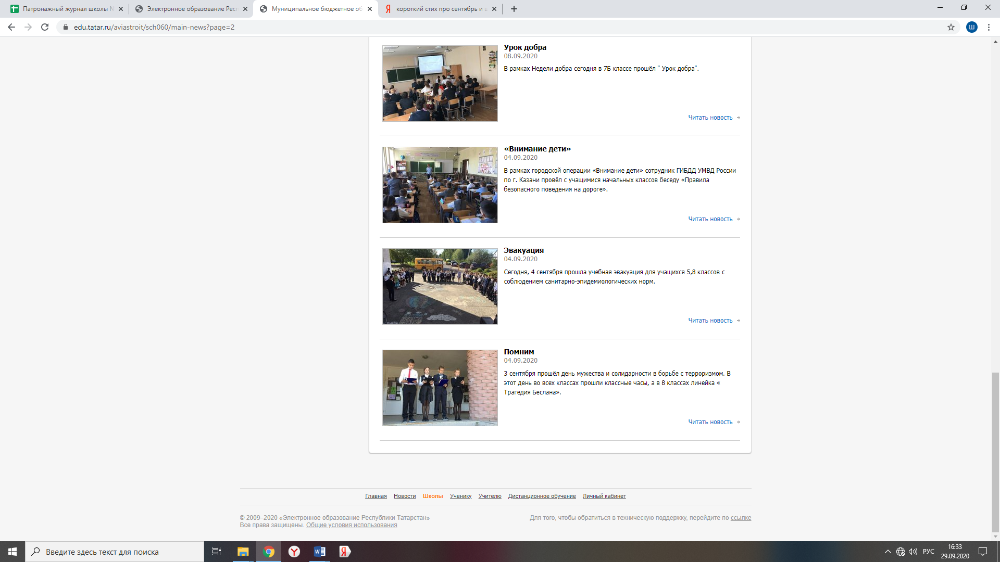 Патронажный журнал школы №
Электронное образование Респ
Муниципальное бюджетное об
короткий стих про сентябрь и ш
edu.tatar.ru/aviastroit/sch060/main-news?page=2
Ш
Урок добра
08.09.2020
В рамках Недели добра сегодня в 7Б классе прошёл " Урок добра".
Читать новость
«Внимание дети»
04.09.2020
В рамках городской операции «Внимание дети» сотрудник ГИБДД УМВД России
по г. Казани провёл с учащимися начальных классов беседу «Правила
безопасного поведения на дороге».
Читать новость
Эвакуация
04.09.2020
Сегодня, 4 сентября прошла учебная эвакуация для учащихся 5,8 классов с
соблюдением санитарно-эпидемиологических норм.
Читать новость
Помним
04.09.2020
3 сентября прошёл день мужества и солидарности в борьбе с терроризмом. В
этот день во всех классах прошли классные часы, а в 8 классах линейка «
Трагедия Беслана».
Читать новость
Главная Новости Школы Ученику Учителю Дистанционное обучение Личный кабинет
© 2009–2020 «Электронное образование Республики Татарстан»
Все права защищены. Общие условия использования
Для того, чтобы обратиться в техническую поддержку, перейдите по ссылке
Введите здесь текст для поиска
РУС
16:33
29.09.2020